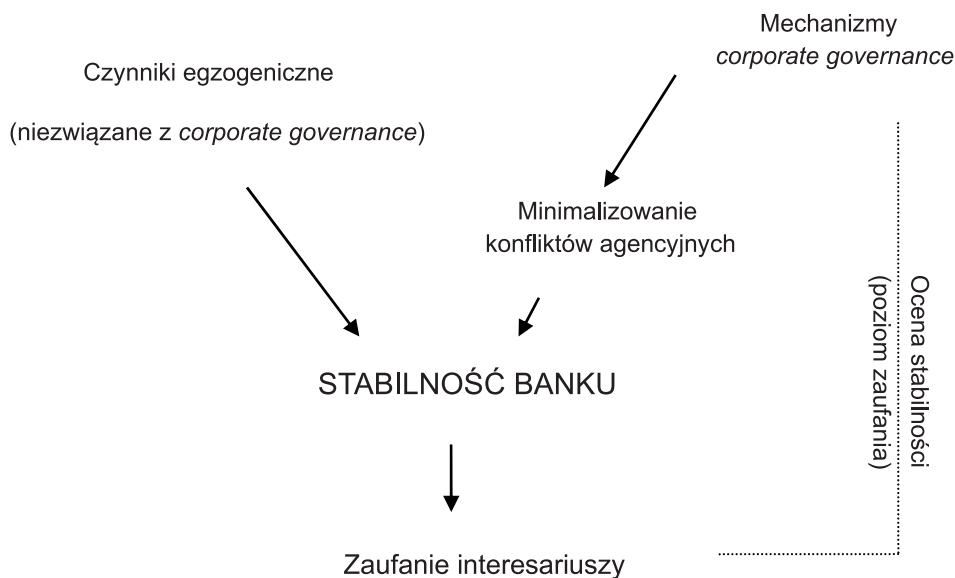 Mechanizmy
corporate governance
Czynniki egzogeniczne
(niezwiązane z corporate governance)
Minimalizowanie
konfliktów agencyjnych
STABILNOŚĆ BANKU
Zaufanie interesariuszy
Ocena stabilności
(poziom zaufania)